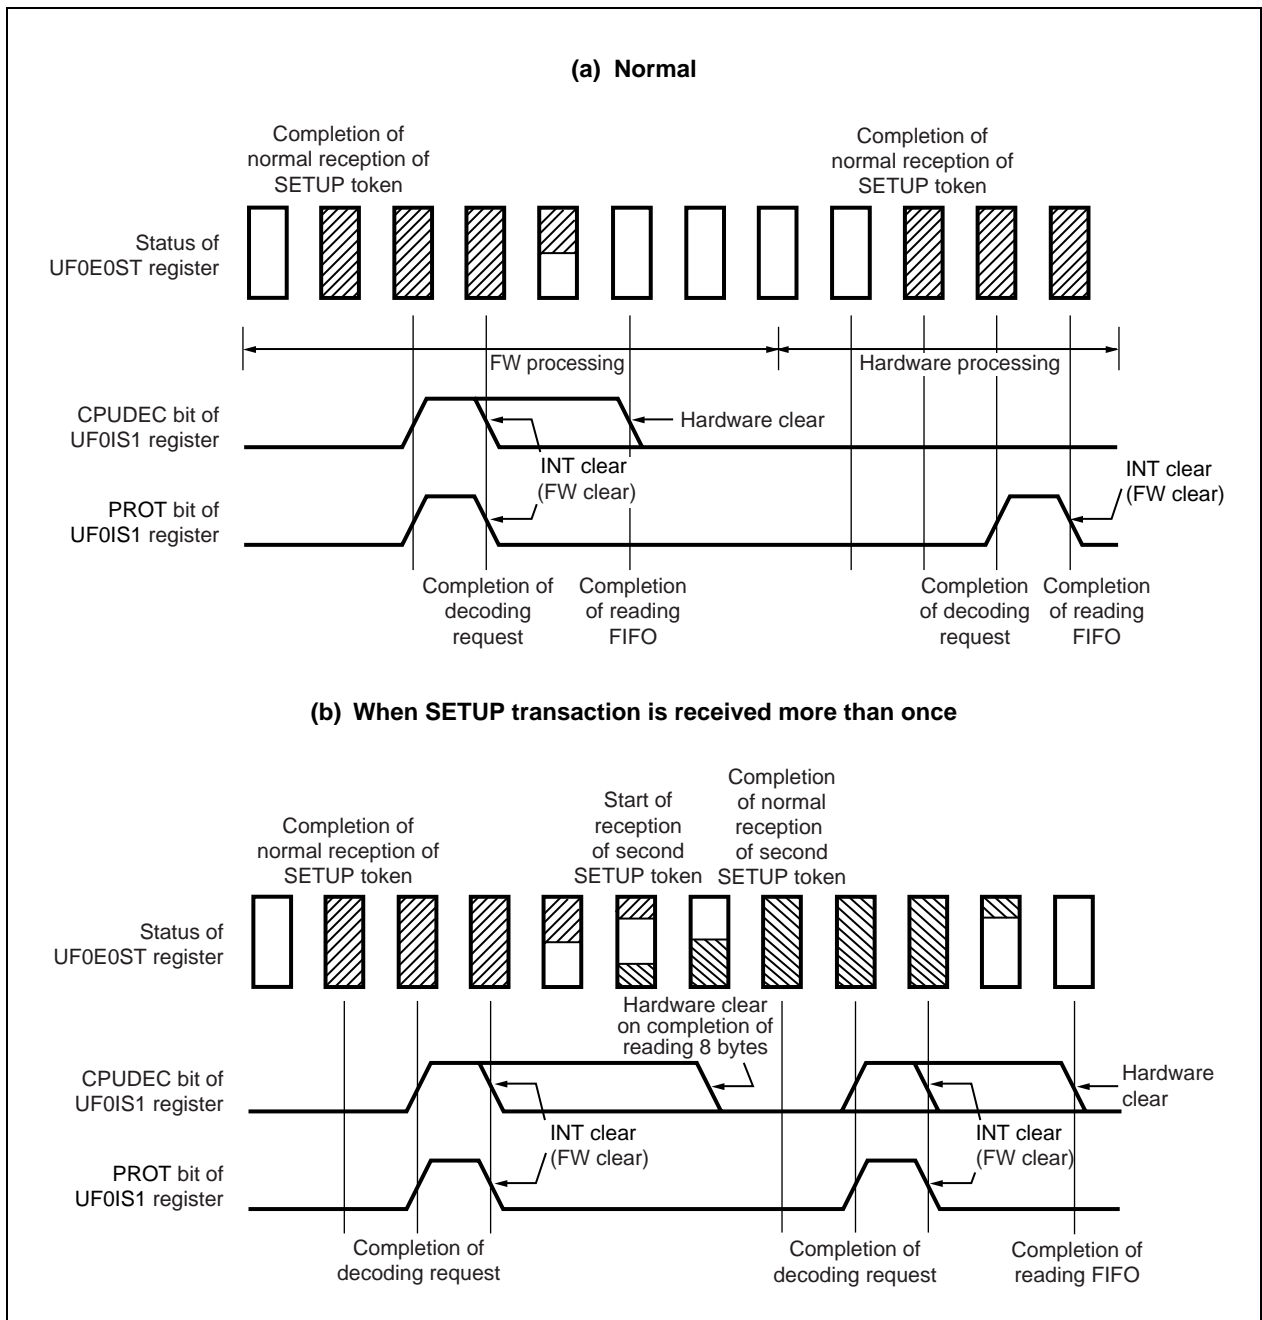 (a) Normal
Completion of
normal reception of
SETUP token
Completion of
normal reception of
SETUP token
Status of
UF0E0ST register
FW processing
Hardware processing
CPUDEC bit of
UF0IS1 register
Hardware clear
INT clear
(FW clear)
INT clear
(FW clear)
PROT bit of
UF0IS1 register
Completion of
decoding
request
Completion
of reading
FIFO
Completion
of decoding
request
Completion
of reading
FIFO
(b) When SETUP transaction is received more than once
Completion of
normal reception of
SETUP token
Start of
reception
of second
SETUP token
Completion
of normal
reception
of second
SETUP token
Status of
UF0E0ST register
Hardware clear
on completion of
reading 8 bytes
CPUDEC bit of
UF0IS1 register
Hardware
clear
INT clear
(FW clear)
INT clear
(FW clear)
PROT bit of
UF0IS1 register
Completion of
decoding request
Completion of
decoding request
Completion of
reading FIFO